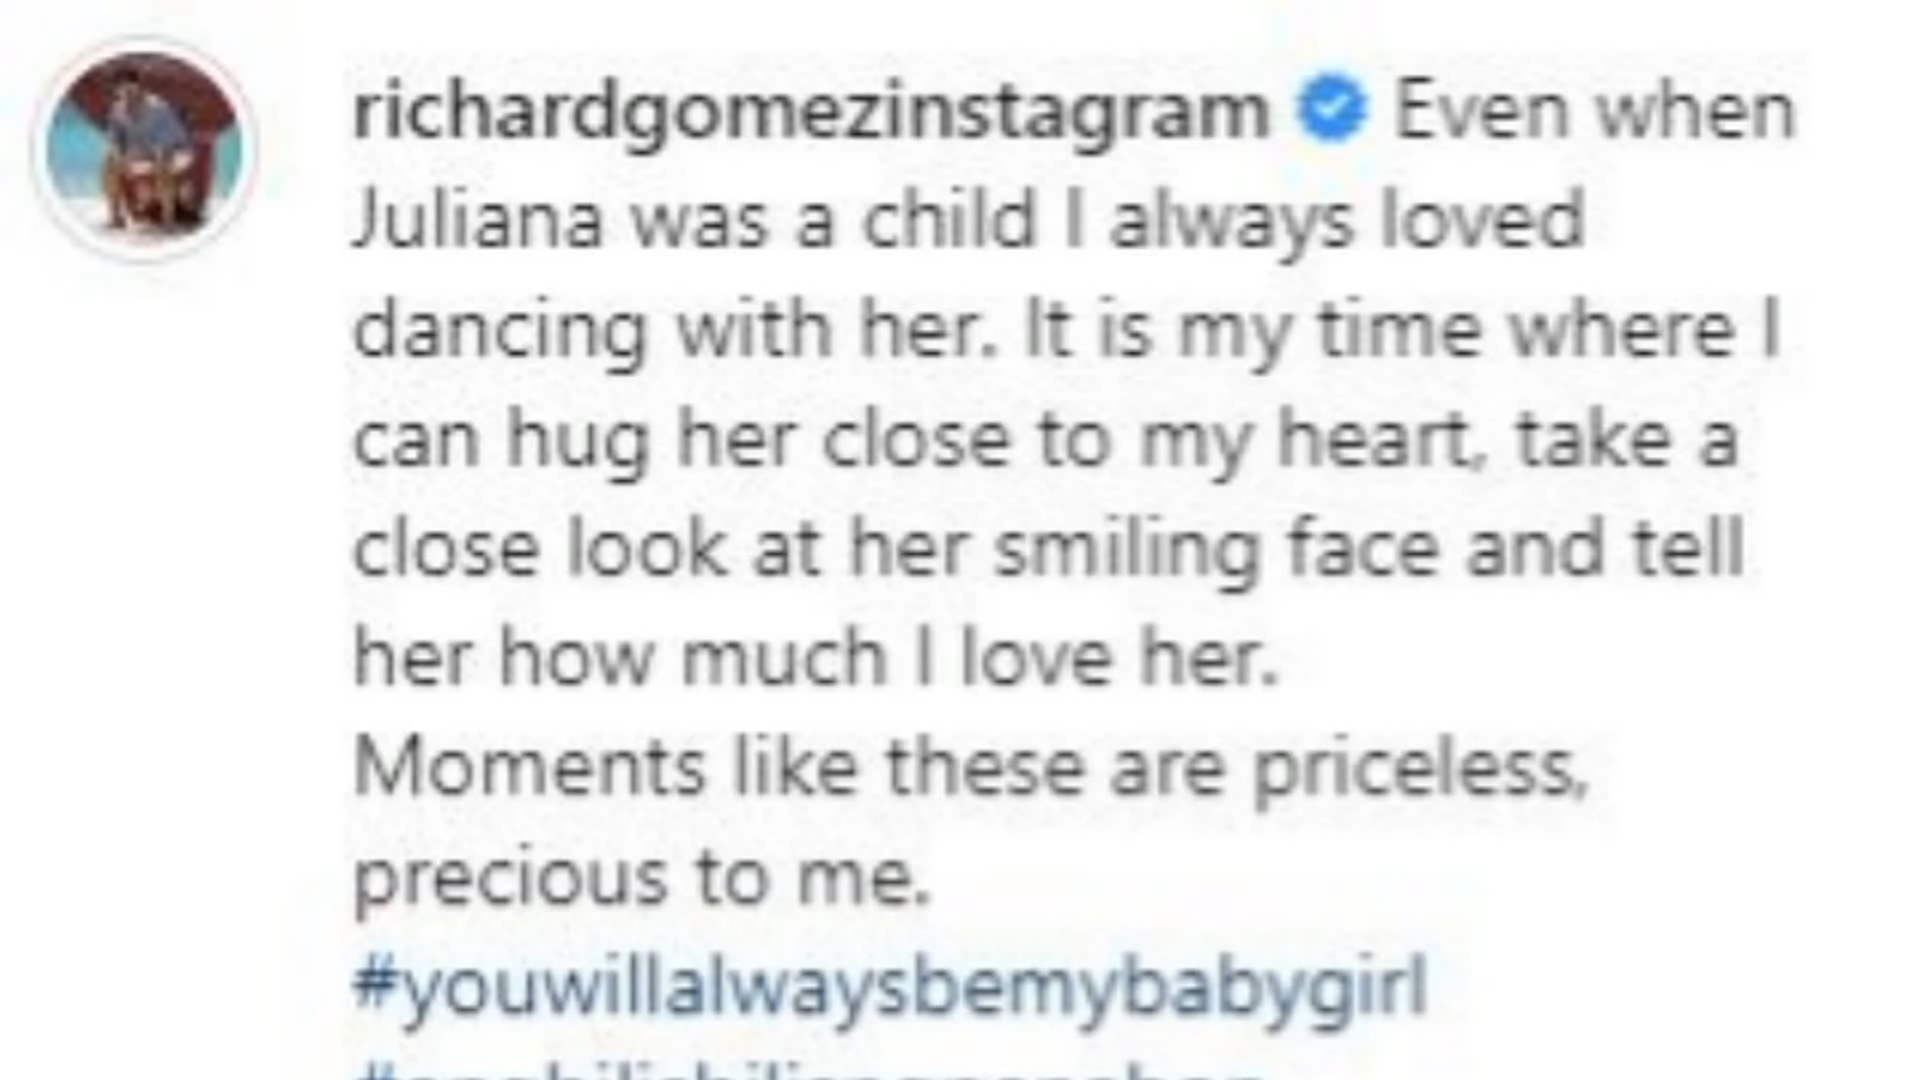 richardgomezinstagram Even when
Juliana was a child I always loved
dancing with her. It is my time where I
can hug her close to my heart, take a
close look at her smiling face and tell
her how much I love her.
Moments like these are priceless,
precious to me.
#youwillalwaysbemybabygirl